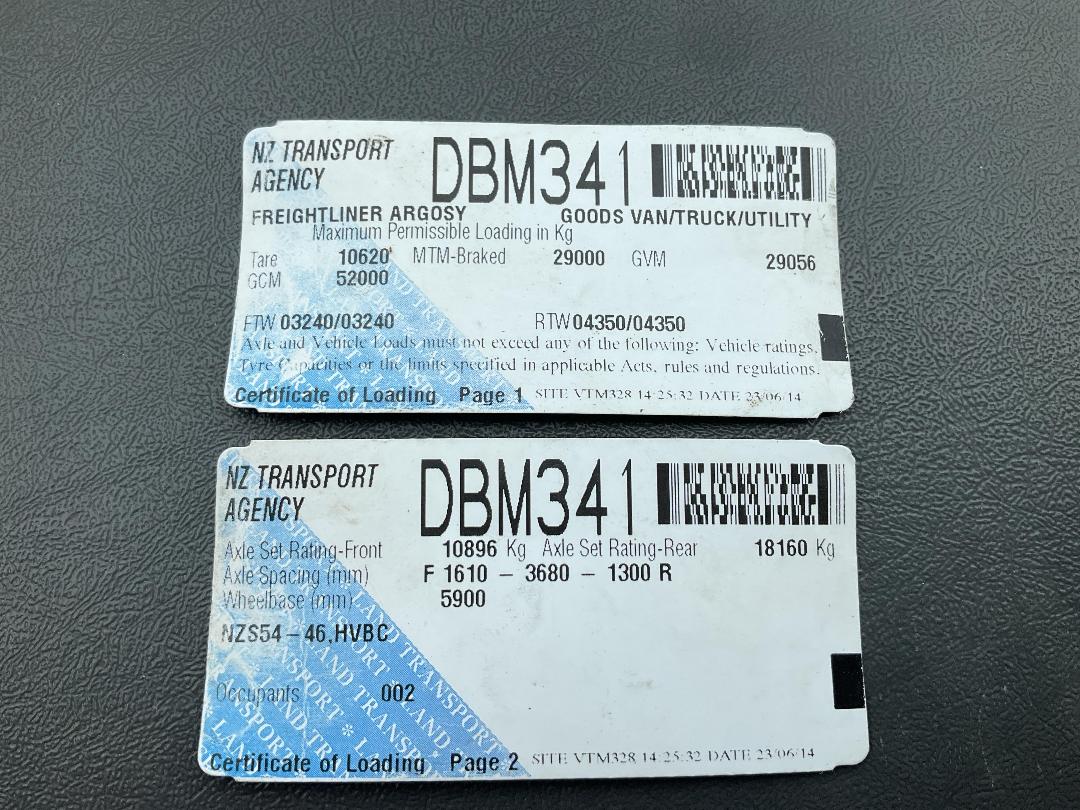 NZ TRANSPORT
AGENCY
DBM341
FREIGHTLINER ARGOSY GOODS VAN/TRUCK/UTILITY
Maximum Permissible Loading in Kg
Tare 10620 MTM-Braked 29000 GVM 29056
GCM 52000
FTW 03240/03240 RTW 04350/04350
Axle and Vehicle Loads must not exceed any of the following: Vehicle ratings,
Tyre Capacities or the limits specified in applicable Acts, rules and regulations.
Certificate of Loading Page 1 SITE VTM328 14:25:32 DATE 23/06/14
NZ TRANSPORT
AGENCY
DBM341
Axle Set Rating-Front 10896 Kg Axle Set Rating-Rear 18160 Kg
Axle Spacing (mm) F 1610 - 3680 - 1300 R
Wheelbase (mm) 5900
NZS54-46,HVBC
Occupants 002
Certificate of Loading Page 2 SITE VTM328 14:25:32 DATE 23/06/14